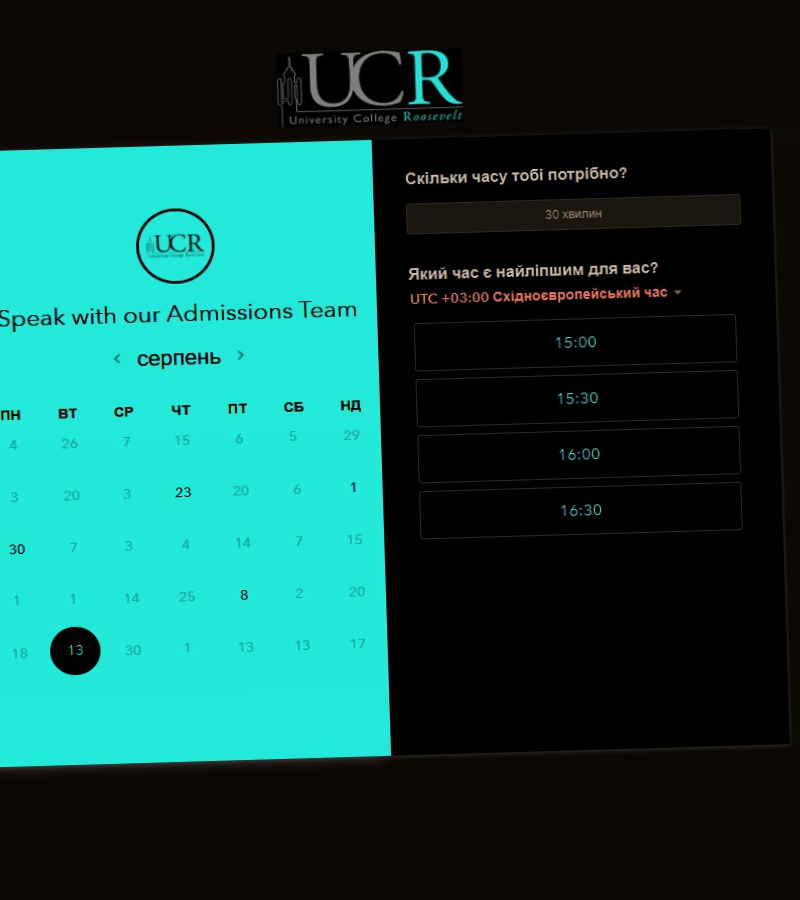 UCR
University College Roosevelt
UCR
Speak with our Admissions Team
серпень
ПН ВТ СР ЧТ ПТ СБ НД
4 26 7 15 6 5 29
3 20 3 23 20 6 1
30 7 3 4 14 7 15
1 1 14 25 8 2 20
18 13 30 1 13 13 17
Скільки часу тобі потрібно?
30 хвилин
Який час є найліпшим для вас?
UTC +03:00 Східноєвропейський час
15:00
15:30
16:00
16:30